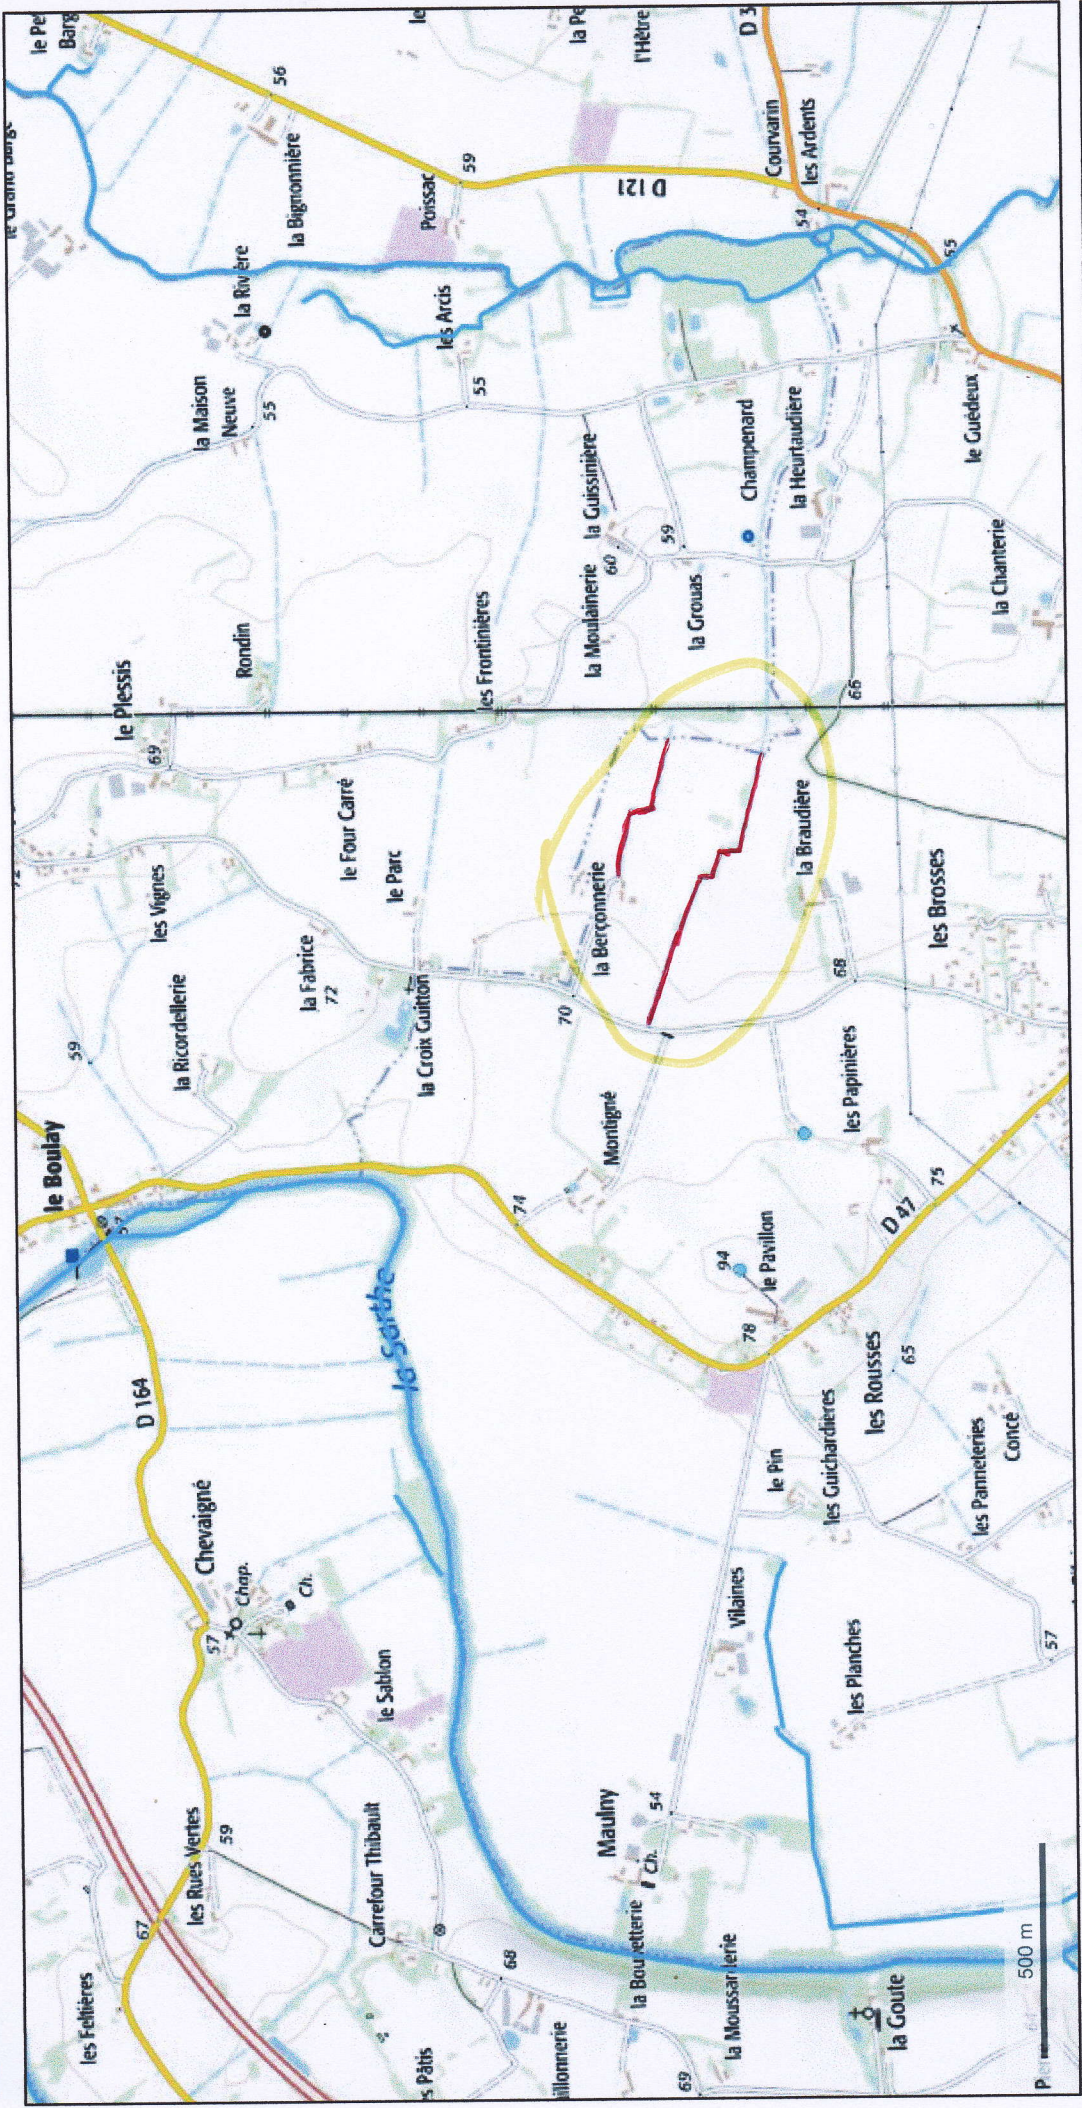 les Feltières
67
les Rues Vertes
59
57
Chevaigné
Chap.
Ch.
D 164
le Boulay
59
la Ricordellerie
les Vignes
69
le Plessis
Rondin
la Maison
Neuve
55
la Rivière
la Bignonnière
56
le Pe
Barg
Carrefour Thibault
le Sablon
la Sarthe
la Croix Guitton
la Fabrice
72
le Four Carré
le Parc
les Frontinières
55
les Arcis
Poissac
59
le
s Pâtis
68
illonnerie
69
la Moussarderie
Maulny
Ch.
54
Vilaines
74
Montigné
70
la Berçonnerie
la Moulainerie
60
la Guissinière
59
la Grouas
Champenard
D 121
la Pe
l'Hêtre
le Pin
78
94
le Pavillon
les Guichardières
les Rousses
65
D 47
75
les Papinières
68
la Braudière
66
la Heurtaudière
54
Courvarin
les Ardents
D 3
la Goute
les Planches
57
les Panneteries
Concé
les Brosses
la Chanterie
le Guédeux
55
500 m